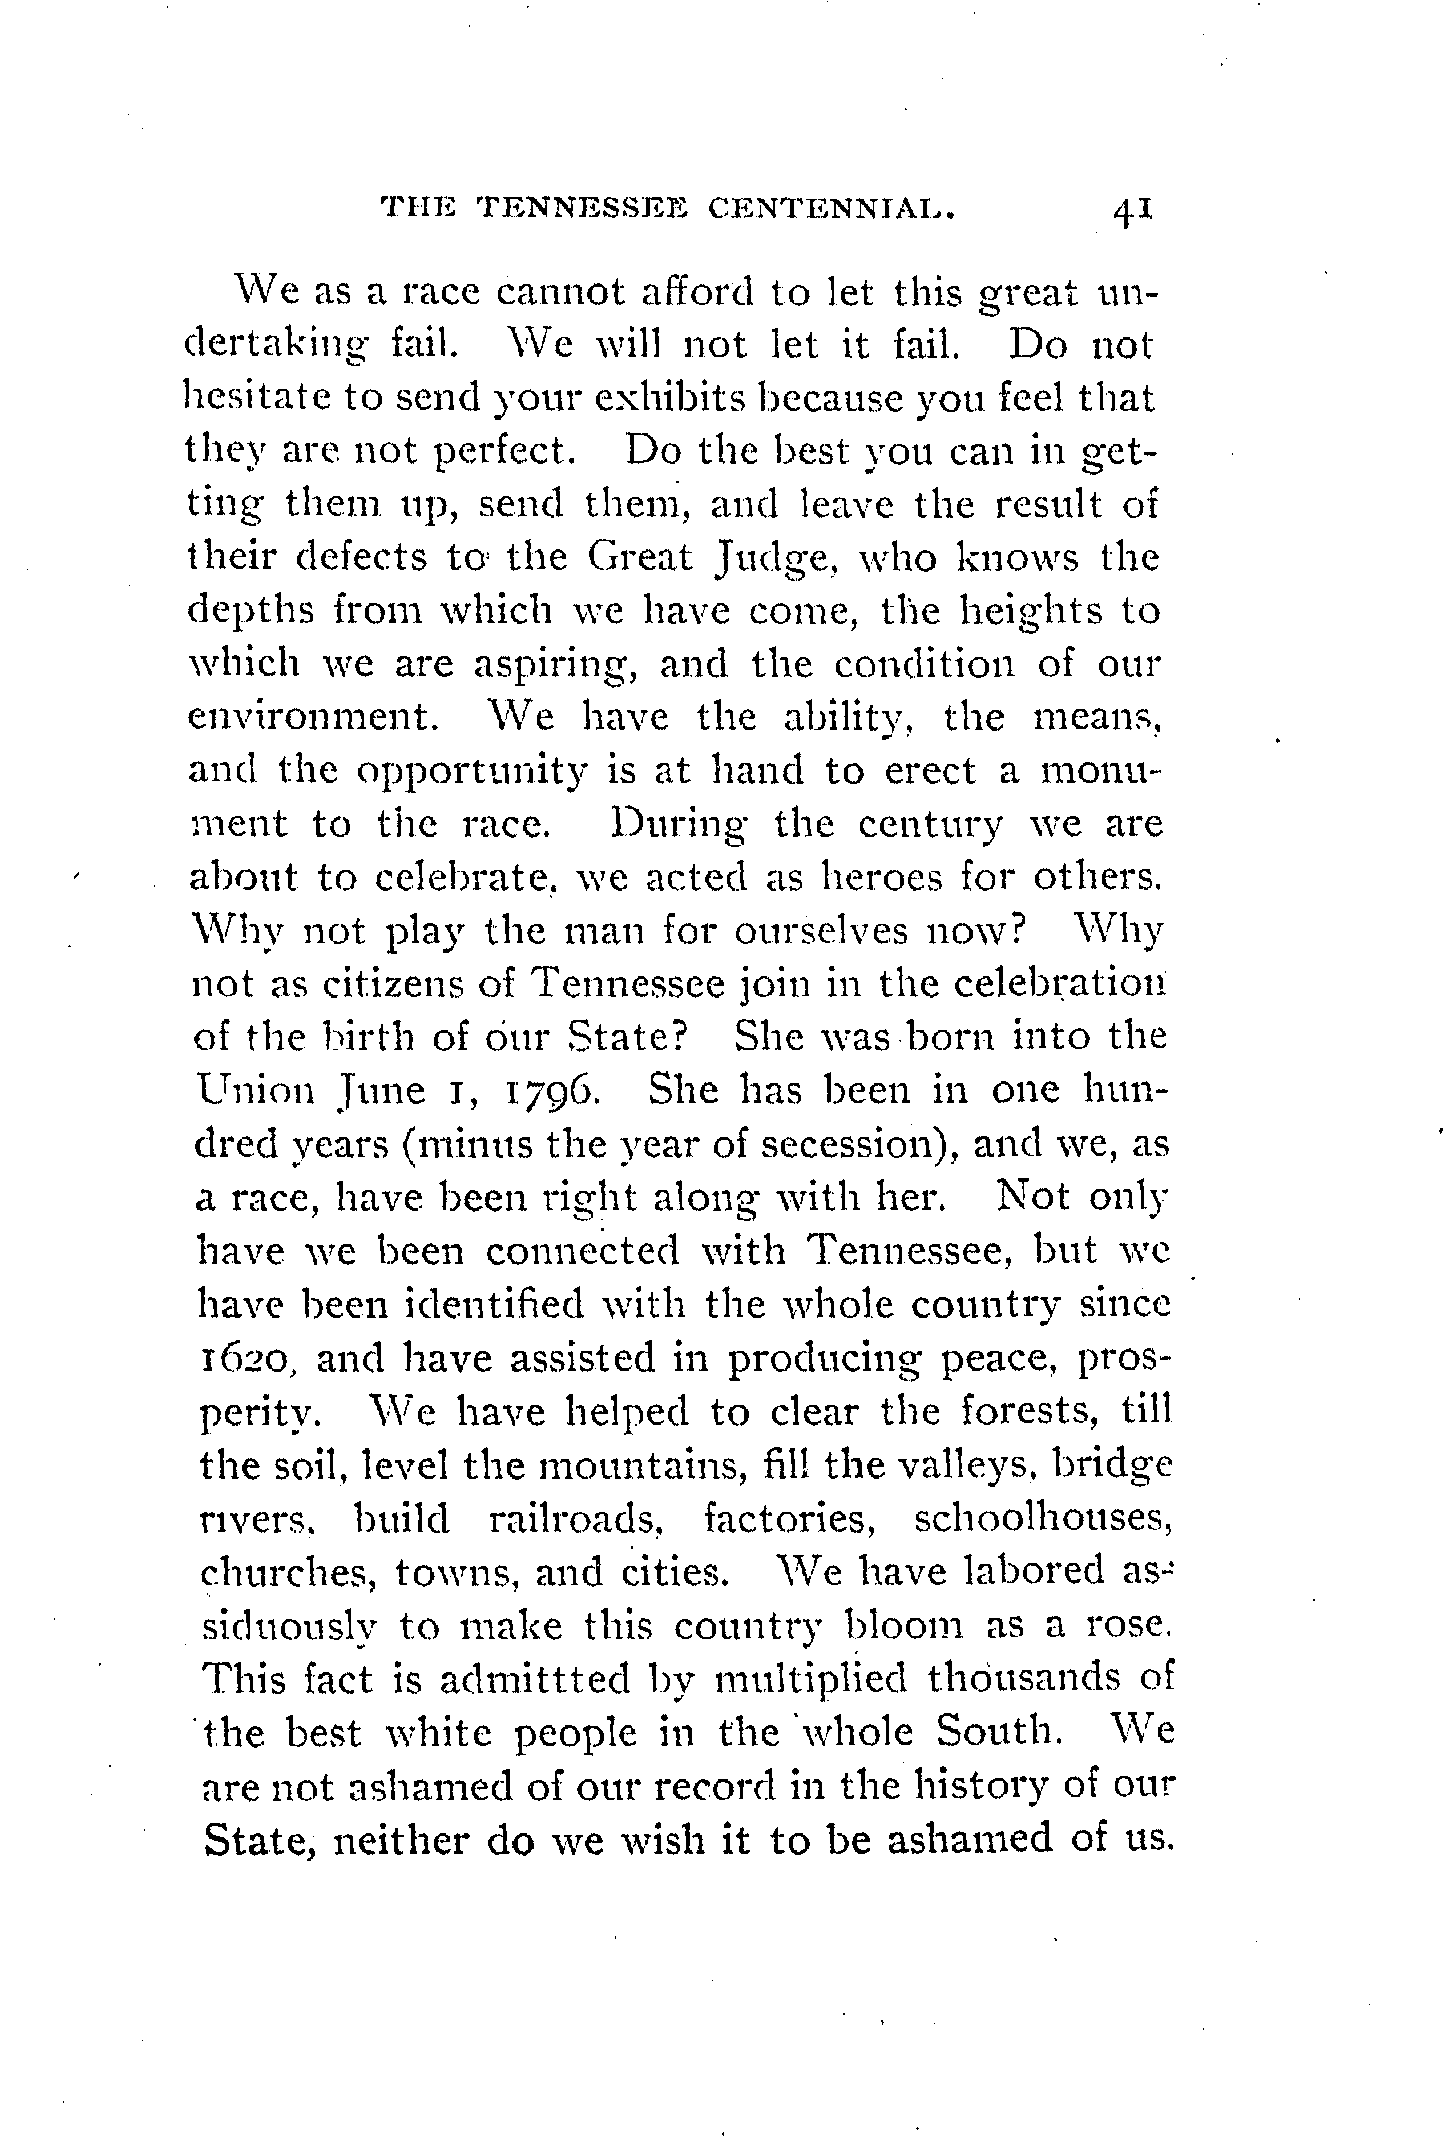 THE TENNESSEE CENTENNIAL. 41
We as a race cannot afford to let this great un-
dertaking fail. We will not let it fail. Do not
hesitate to send your exhibits because you feel that
they are not perfect. Do the best you can in get-
ting them up, send them, and leave the result of
their defects to the Great Judge, who knows the
depths from which we have come, the heights to
which we are aspiring, and the condition of our
environment. We have the ability, the means,
and the opportunity is at hand to erect a monu-
ment to the race. During the century we are
about to celebrate, we acted as heroes for others.
Why not play the man for ourselves now? Why
not as citizens of Tennessee join in the celebration
of the birth of our State? She was born into the
Union June 1, 1796. She has been in one hun-
dred years (minus the year of secession), and we, as
a race, have been right along with her. Not only
have we been connected with Tennessee, but we
have been identified with the whole country since
1620, and have assisted in producing peace, pros-
perity. We have helped to clear the forests, till
the soil, level the mountains, fill the valleys, bridge
rivers, build railroads, factories, schoolhouses,
churches, towns, and cities. We have labored as-
siduously to make this country bloom as a rose.
This fact is admittted by multiplied thousands of
the best white people in the whole South. We
are not ashamed of our record in the history of our
State, neither do we wish it to be ashamed of us.